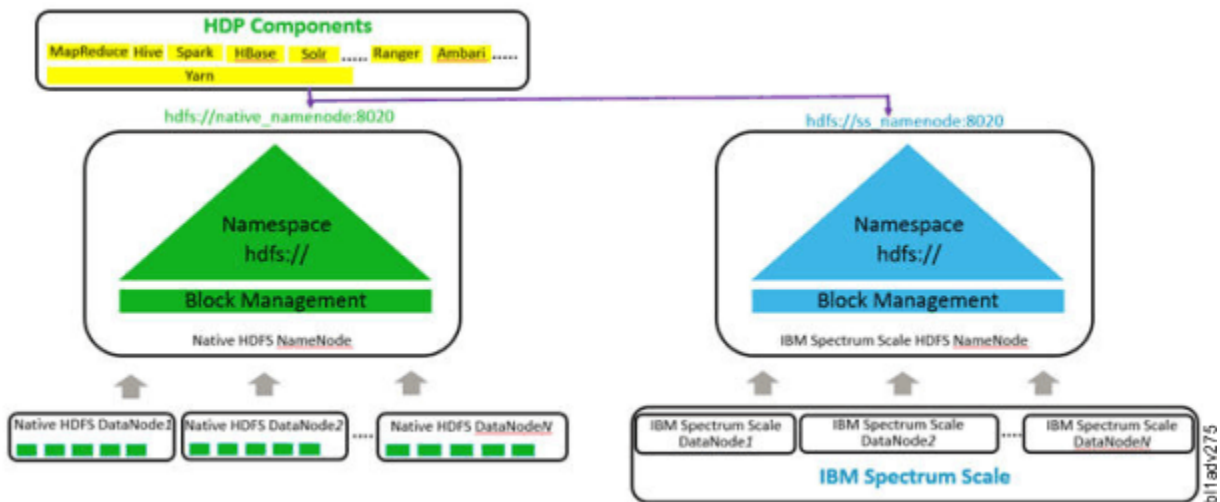 HDP Components
MapReduce Hive Spark HBase Solr ..... Ranger Ambari .....
Yarn
hdfs://native_namenode:8020
hdfs://ss_namenode:8020
Namespace
hdfs://
Block Management
Native HDFS NameNode
Namespace
hdfs://
Block Management
IBM Spectrum Scale HDFS NameNode
Native HDFS DataNode1
Native HDFS DataNode2
....
Native HDFS DataNodeN
IBM Spectrum Scale
DataNode1
IBM Spectrum Scale
DataNode2
....
IBM Spectrum Scale
DataNodeN
IBM Spectrum Scale
bl1adv275